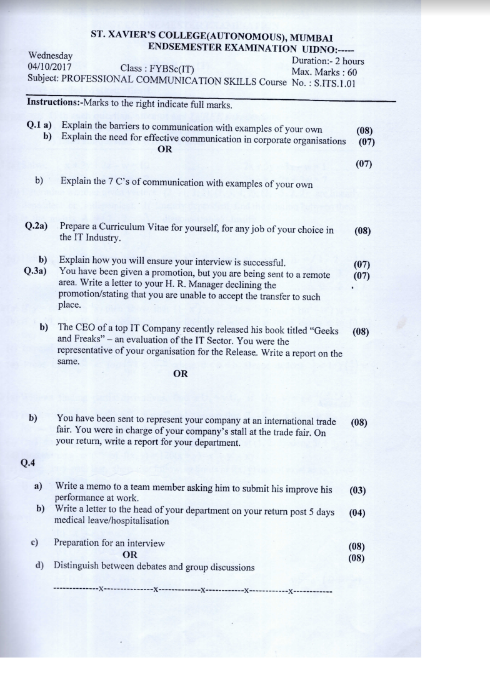 ST. XAVIER'S COLLEGE(AUTONOMOUS), MUMBAI
ENDSEMESTER EXAMINATION UIDNO:-----
Wednesday Duration:- 2 hours
04/10/2017 Class : FYBSc(IT) Max. Marks : 60
Subject: PROFESSIONAL COMMUNICATION SKILLS Course No. : S.ITS.1.01
Instructions:-Marks to the right indicate full marks.
Q.1 a) Explain the barriers to communication with examples of your own (08)
b) Explain the need for effective communication in corporate organisations (07)
OR
(07)
b) Explain the 7 C's of communication with examples of your own
Q.2a) Prepare a Curriculum Vitae for yourself, for any job of your choice in (08)
the IT Industry.
b) Explain how you will ensure your interview is successful. (07)
Q.3a) You have been given a promotion, but you are being sent to a remote (07)
area. Write a letter to your H. R. Manager declining the
promotion/stating that you are unable to accept the transfer to such
place.
b) The CEO of a top IT Company recently released his book titled "Geeks (08)
and Freaks" – an evaluation of the IT Sector. You were the
representative of your organisation for the Release. Write a report on the
same.
OR
b) You have been sent to represent your company at an international trade (08)
fair. You were in charge of your company's stall at the trade fair. On
your return, write a report for your department.
Q.4
a) Write a memo to a team member asking him to submit his improve his (03)
performance at work.
b) Write a letter to the head of your department on your return post 5 days (04)
medical leave/hospitalisation
c) Preparation for an interview (08)
OR (08)
d) Distinguish between debates and group discussions
-------------x--------------x-------------x------------x-----------x------------